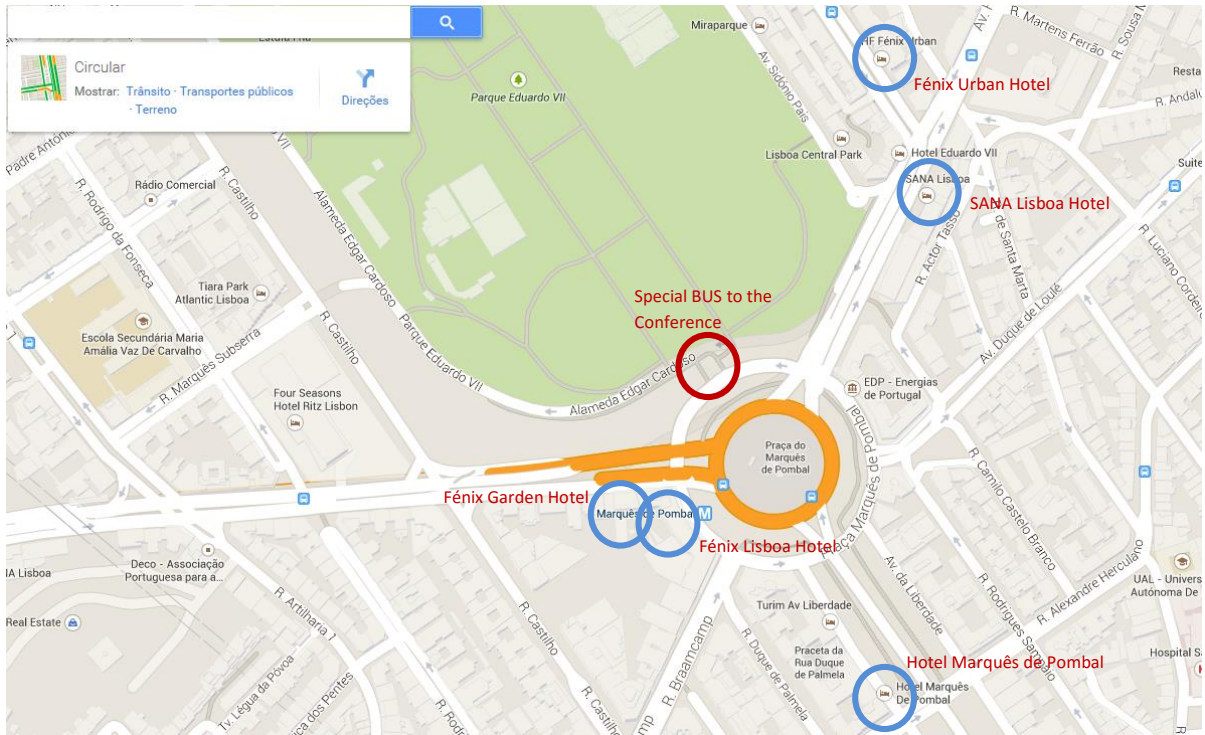 Circular
Mostrar: Trânsito · Transportes públicos
· Terreno
Direções
Parque Eduardo VII
Miraparque
Av. Sidónio Pais
HF Fénix Urban
Fénix Urban Hotel
R. Martens Ferrão
R. Sousa M
Resta
R. Andalu
Lisboa Central Park
Hotel Eduardo VII
Suite
SANA Lisboa
SANA Lisboa Hotel
R. Actor Tasso
de Santa Marta
R. Luciano Cordeiro
Av. Duque de Loulé
Padre António
R. Rodrigo da Fonseca
Rádio Comercial
R. Castilho
Alameda Edgar Cardoso
Parque Eduardo VII
Tiara Park
Atlantic Lisboa
Escola Secundária Maria
Amália Vaz De Carvalho
R. Marquês Subserra
R. Castilho
Four Seasons
Hotel Ritz Lisbon
Special BUS to the
Conference
Alameda Edgar Cardoso
EDP - Energias
de Portugal
Praça Marquês de Pombal
Praça do
Marquês
de Pombal
Fénix Garden Hotel
Marquês de Pombal
M
Fénix Lisboa Hotel
R. Camilo Castelo Branco
R. Alexandre Herculano
UAL - Univers
Autónoma De
Av. da Liberdade
R. Rodrigues Sampaio
IA Lisboa
Deco - Associação
Portuguesa para a...
Real Estate
R. Artilharia 1
Tv. Légua da Póvoa
R. Castilho
R. Braamcamp
R. Duque de Palmela
Turim Av Liberdade
Praceta da
Rua Duque
de Palmela
Hotel Marquês de Pombal
Hotel Marquês
De Pombal
Hospital S
R. Rod
ica dos Pentes
mp
R